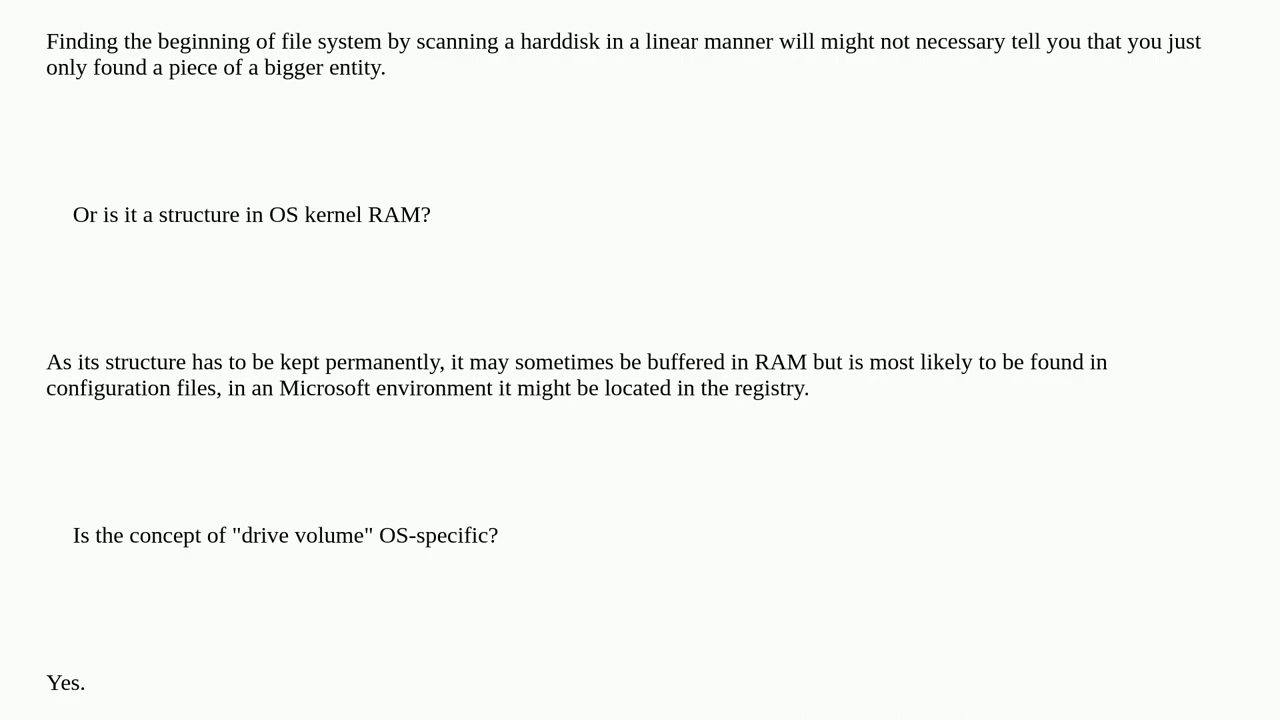 Finding the beginning of file system by scanning a harddisk in a linear manner will might not necessary tell you that you just
only found a piece of a bigger entity.
Or is it a structure in OS kernel RAM?
As its structure has to be kept permanently, it may sometimes be buffered in RAM but is most likely to be found in
configuration files, in an Microsoft environment it might be located in the registry.
Is the concept of "drive volume" OS-specific?
Yes.